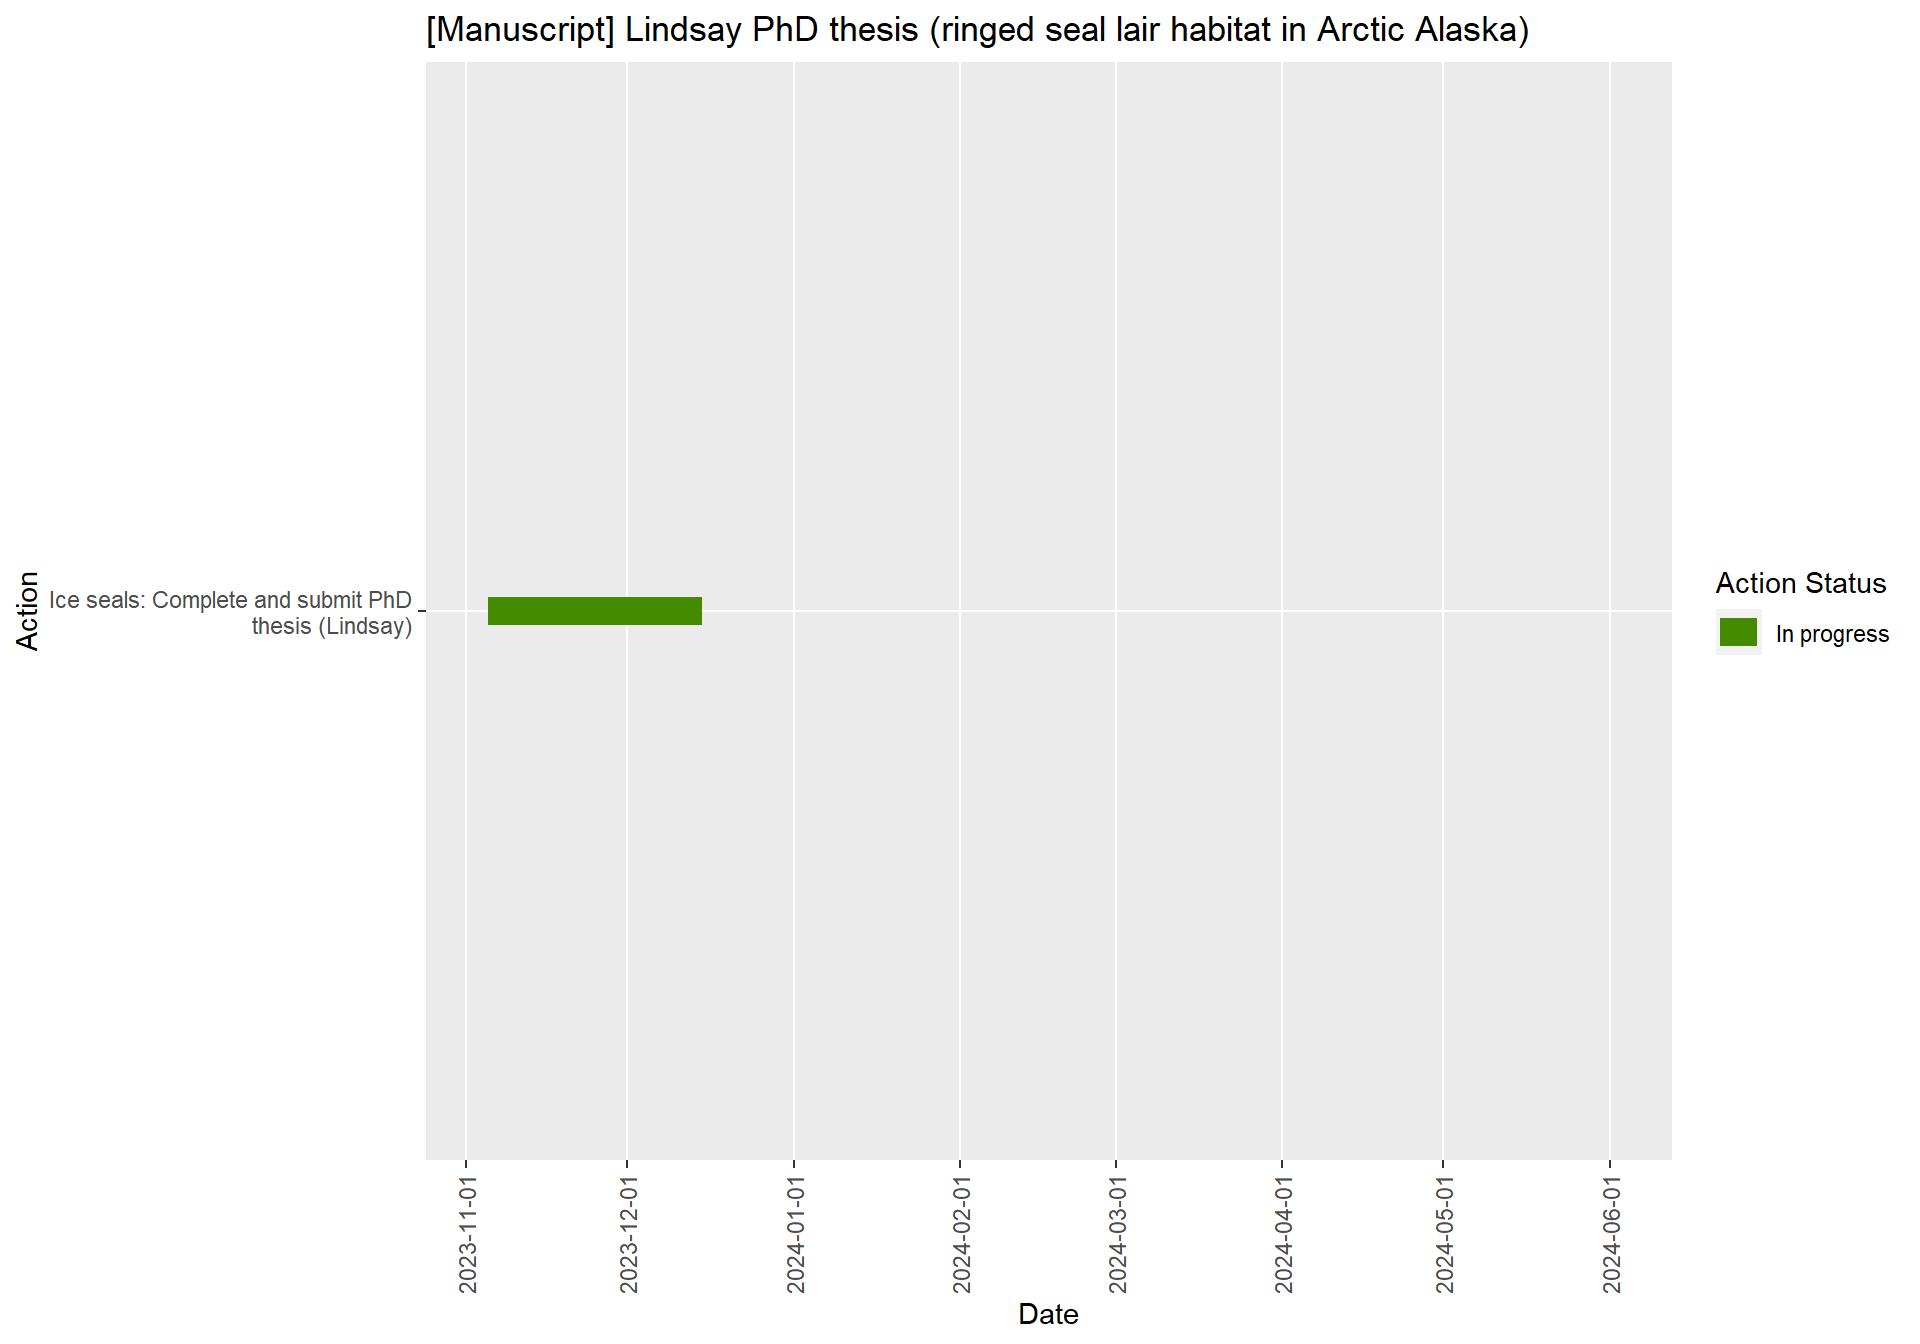 [Manuscript] Lindsay PhD thesis (ringed seal lair habitat in Arctic Alaska)
Action
Ice seals: Complete and submit PhD
thesis (Lindsay)
Action Status
In progress
2023-11-01
2023-12-01
2024-01-01
2024-02-01
2024-03-01
2024-04-01
2024-05-01
2024-06-01
Date